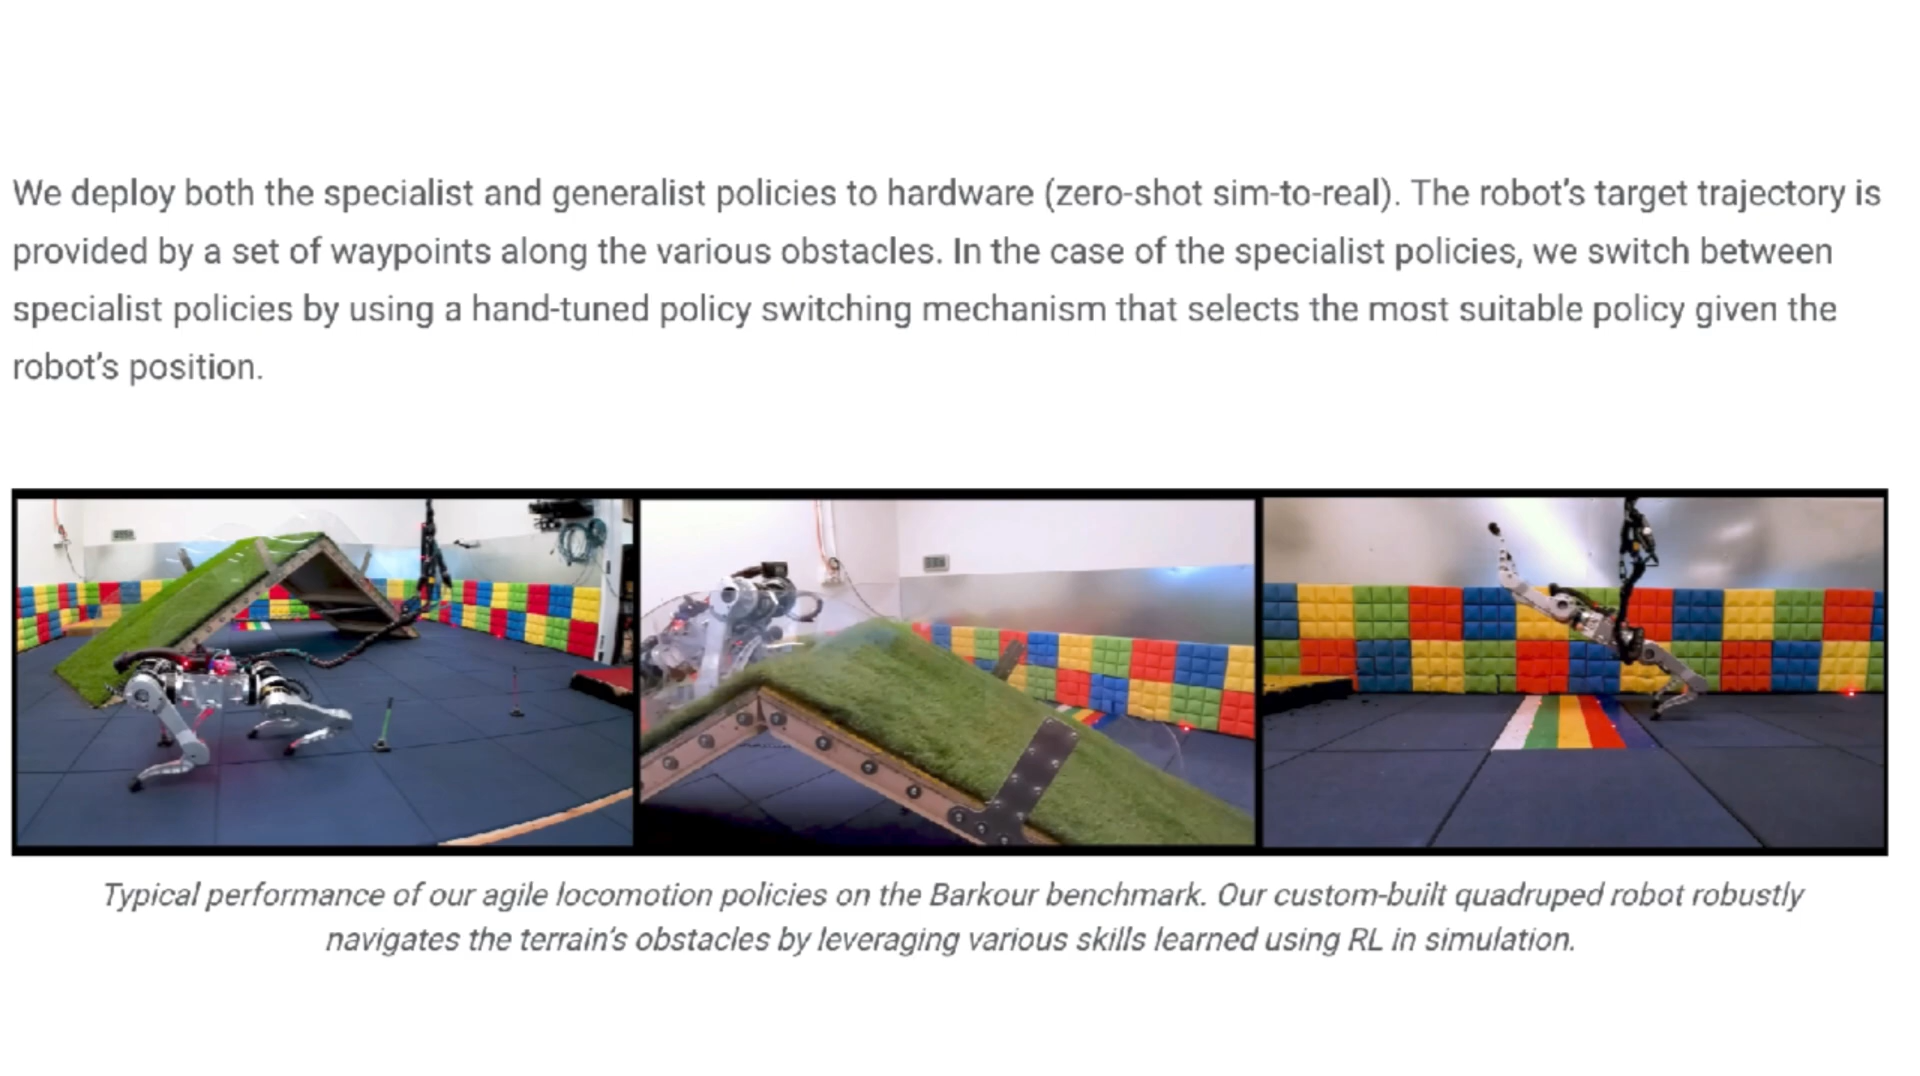 We deploy both the specialist and generalist policies to hardware (zero-shot sim-to-real). The robot's target trajectory is
provided by a set of waypoints along the various obstacles. In the case of the specialist policies, we switch between
specialist policies by using a hand-tuned policy switching mechanism that selects the most suitable policy given the
robot's position.
Typical performance of our agile locomotion policies on the Barkour benchmark. Our custom-built quadruped robot robustly
navigates the terrain's obstacles by leveraging various skills learned using RL in simulation.